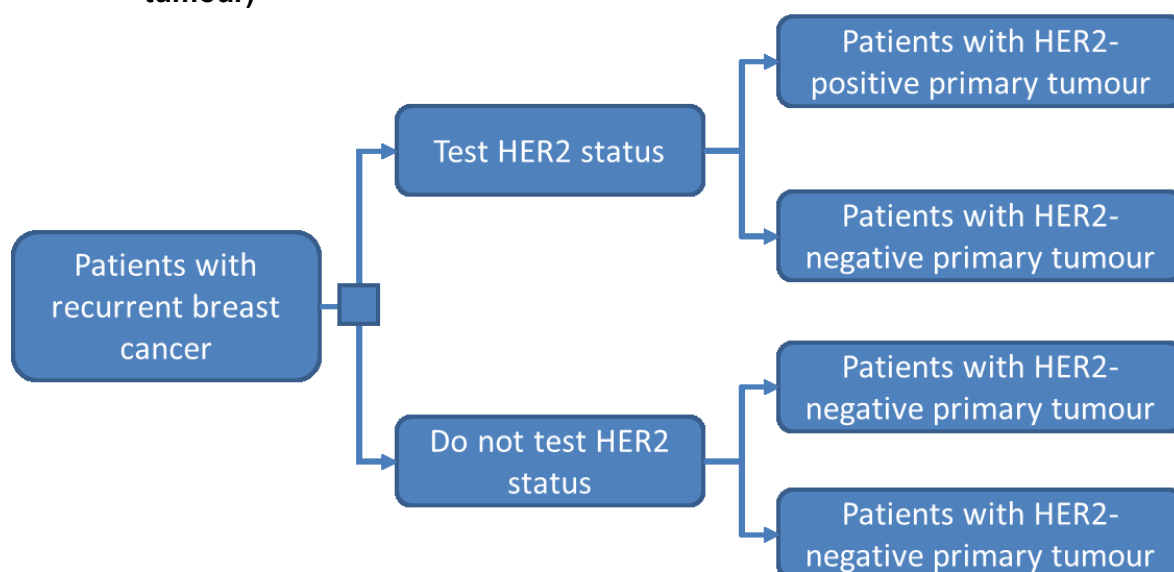 tumour)
Patients with HER2-
positive primary tumour
Test HER2 status
Patients with HER2-
negative primary tumour
Patients with
recurrent breast
cancer
Patients with HER2-
negative primary tumour
Do not test HER2
status
Patients with HER2-
negative primary tumour